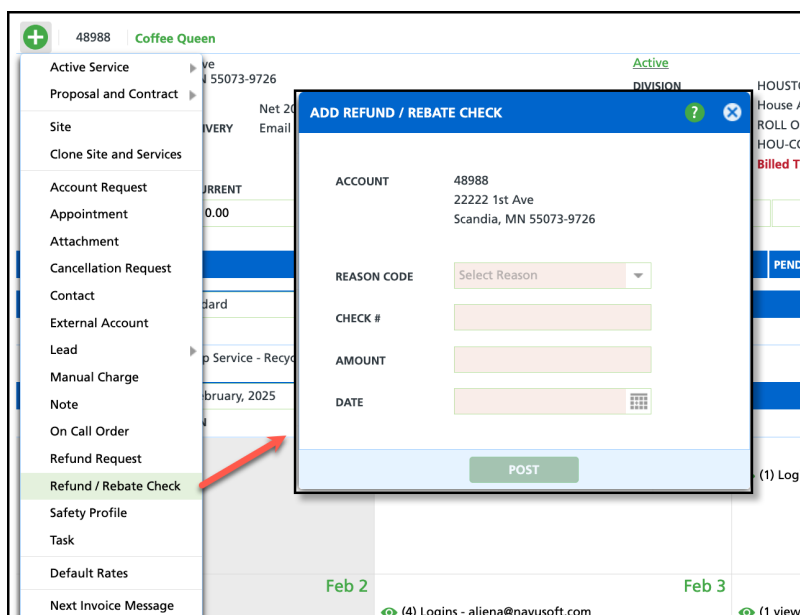 48988 Coffee Queen
Active Service
Proposal and Contract
Site
Clone Site and Services
Account Request
Appointment
Attachment
Cancellation Request
Contact
External Account
Lead
Manual Charge
Note
On Call Order
Refund Request
Refund / Rebate Check
Safety Profile
Task
Default Rates
Next Invoice Message
ve
N 55073-9726
Net 20
IVERY Email
URRENT
0.00
dard
p Service - Recyc
ebruary, 2025
N
Active
DIVISION
HOUSTO
House A
ROLL O
HOU-CO
Billed T
PEND
ADD REFUND / REBATE CHECK ?
ACCOUNT 48988
22222 1st Ave
Scandia, MN 55073-9726
REASON CODE Select Reason
CHECK #
AMOUNT
DATE
POST
(1) Log
Feb 2 Feb 3
(4) Logins - aliena@navusoft.com (1 view